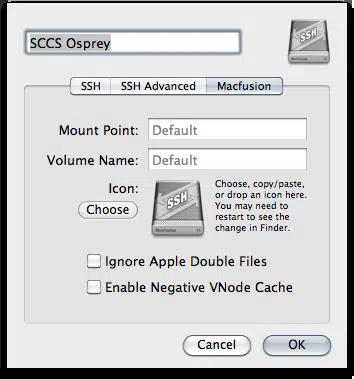 SCCS Osprey
SSH
SSH SSH Advanced Macfusion
Mount Point: Default
Volume Name: Default
Icon:
Choose
SSH
Choose, copy/paste,
or drop an icon here.
You may need to
restart to see the
change in Finder.
Ignore Apple Double Files
Enable Negative VNode Cache
Cancel OK